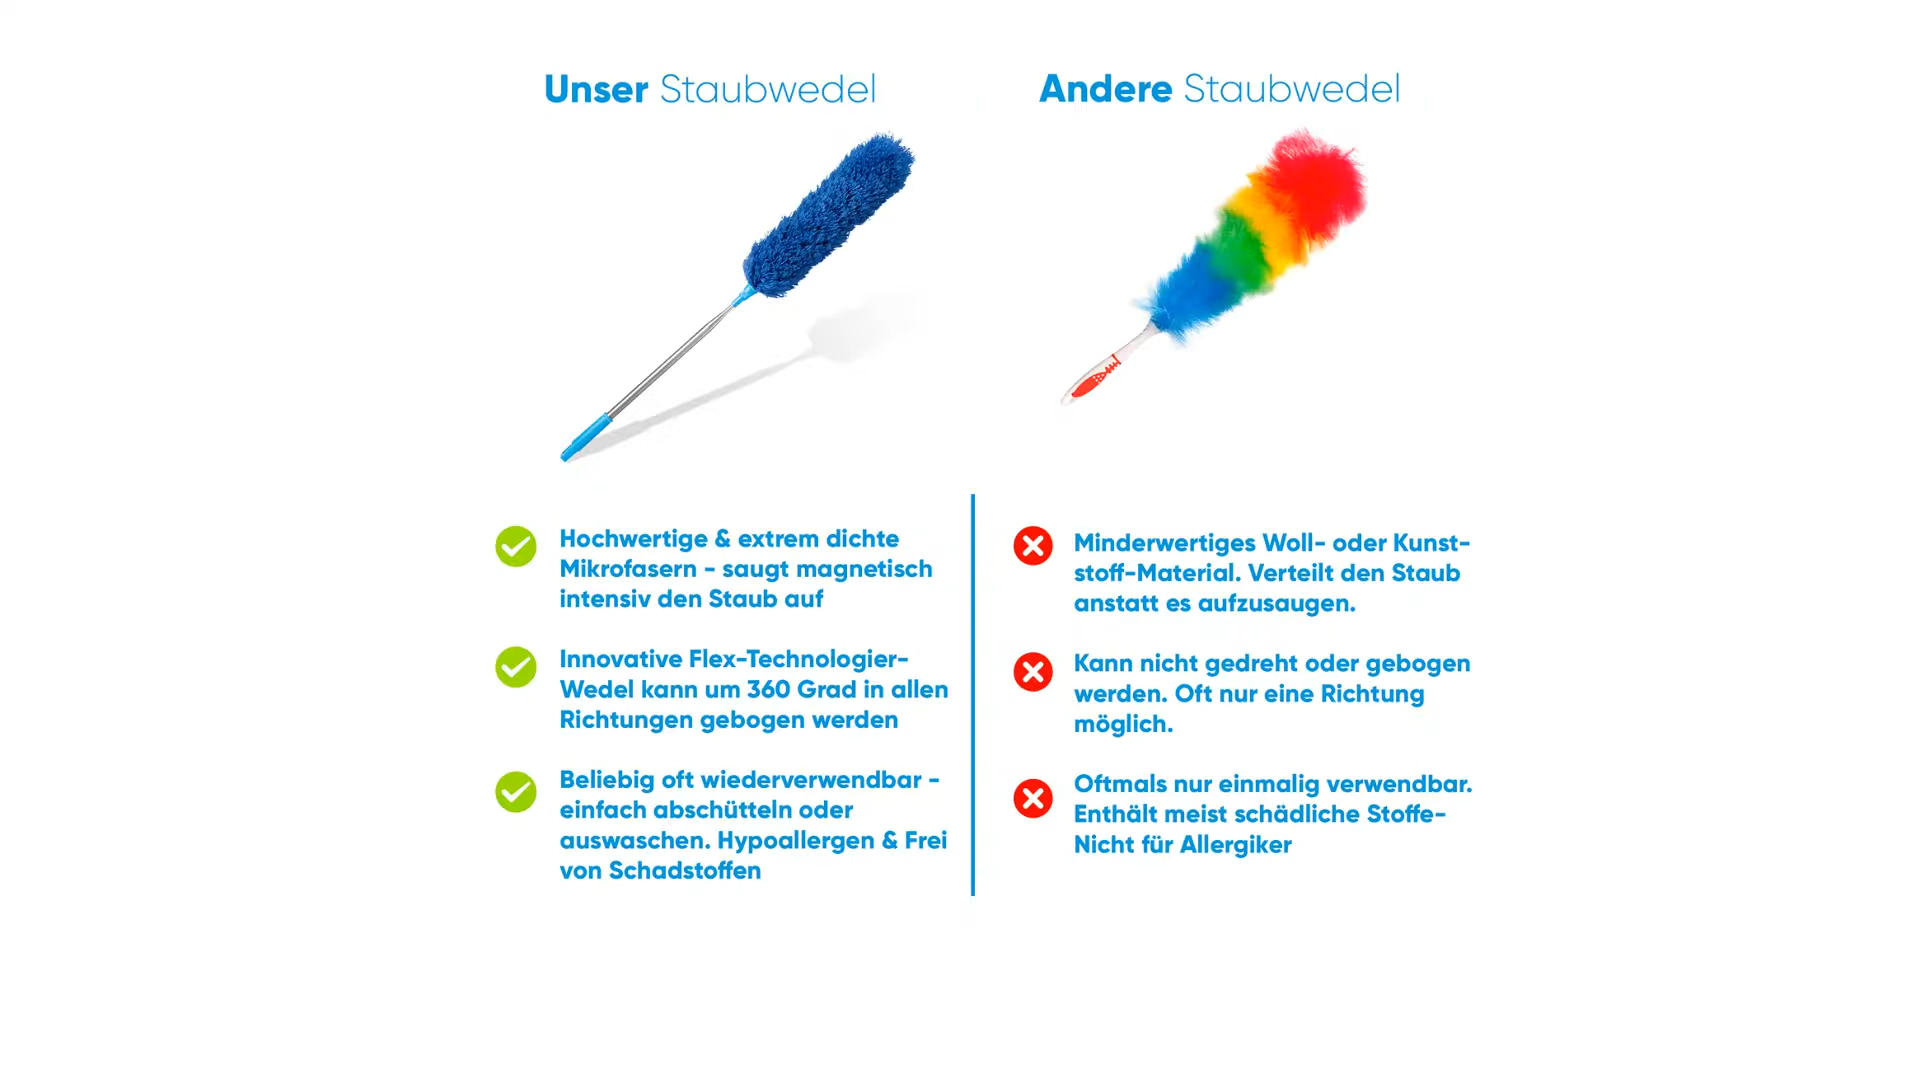 Unser Staubwedel
Hochwertige & extrem dichte
Mikrofasern - saugt magnetisch
intensiv den Staub auf
Innovative Flex-Technologier-
Wedel kann um 360 Grad in allen
Richtungen gebogen werden
Beliebig oft wiederverwendbar -
einfach abschütteln oder
auswaschen. Hypoallergen & Frei
von Schadstoffen
Andere Staubwedel
Minderwertiges Woll- oder Kunst-
stoff-Material. Verteilt den Staub
anstatt es aufzusaugen.
Kann nicht gedreht oder gebogen
werden. Oft nur eine Richtung
möglich.
Oftmals nur einmalig verwendbar.
Enthält meist schädliche Stoffe-
Nicht für Allergiker